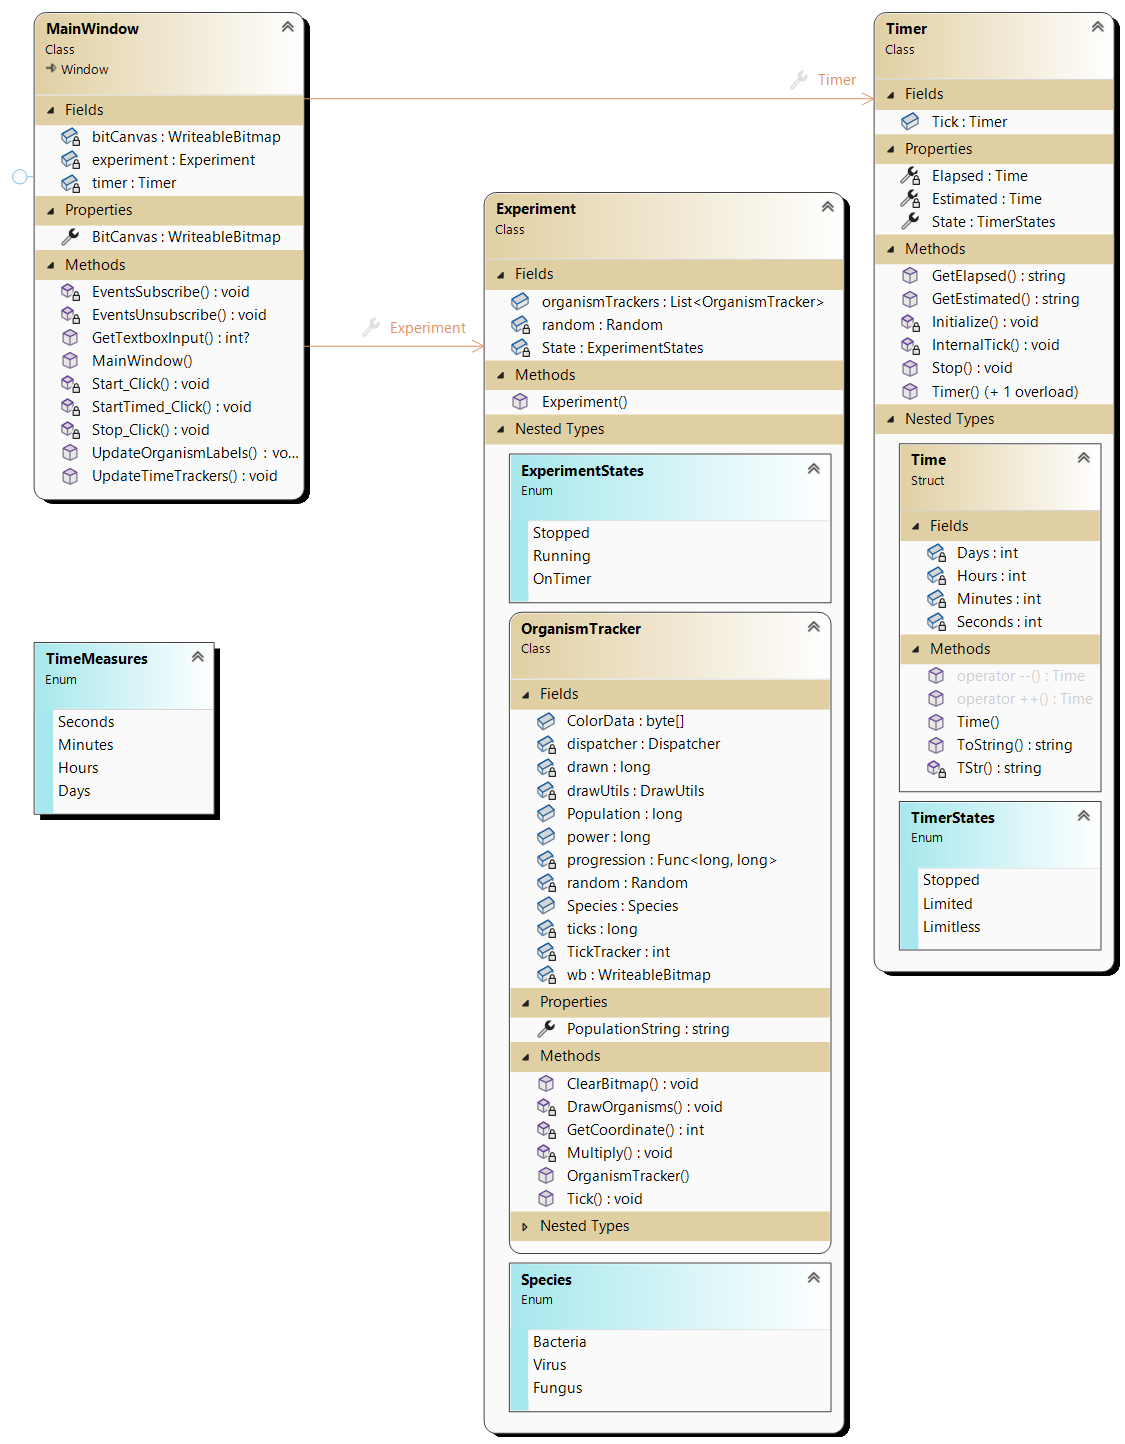 MainWindow
Class
Window
Fields
bitCanvas : WriteableBitmap
experiment : Experiment
timer : Timer
Properties
BitCanvas : WriteableBitmap
Methods
EventsSubscribe() : void
EventsUnsubscribe() : void
GetTextboxInput() : int?
MainWindow()
Start_Click() : void
StartTimed_Click() : void
Stop_Click() : void
UpdateOrganismLabels() : vo...
UpdateTimeTrackers() : void
TimeMeasures
Enum
Seconds
Minutes
Hours
Days
Timer
Experiment
Experiment
Class
Fields
organismTrackers : List<OrganismTracker>
random : Random
State : ExperimentStates
Methods
Experiment()
Nested Types
ExperimentStates
Enum
Stopped
Running
OnTimer
OrganismTracker
Class
Fields
ColorData : byte[]
dispatcher : Dispatcher
drawn : long
drawUtils : DrawUtils
Population : long
power : long
progression : Func<long, long>
random : Random
Species : Species
ticks : long
TickTracker : int
wb : WriteableBitmap
Properties
PopulationString : string
Methods
ClearBitmap() : void
DrawOrganisms() : void
GetCoordinate() : int
Multiply() : void
OrganismTracker()
Tick() : void
Nested Types
Species
Enum
Bacteria
Virus
Fungus
Timer
Class
Fields
Tick : Timer
Properties
Elapsed : Time
Estimated : Time
State : TimerStates
Methods
GetElapsed() : string
GetEstimated() : string
Initialize() : void
InternalTick() : void
Stop() : void
Timer() (+ 1 overload)
Nested Types
Time
Struct
Fields
Days : int
Hours : int
Minutes : int
Seconds : int
Methods
operator --() : Time
operator ++() : Time
Time()
ToString() : string
TStr() : string
TimerStates
Enum
Stopped
Limited
Limitless